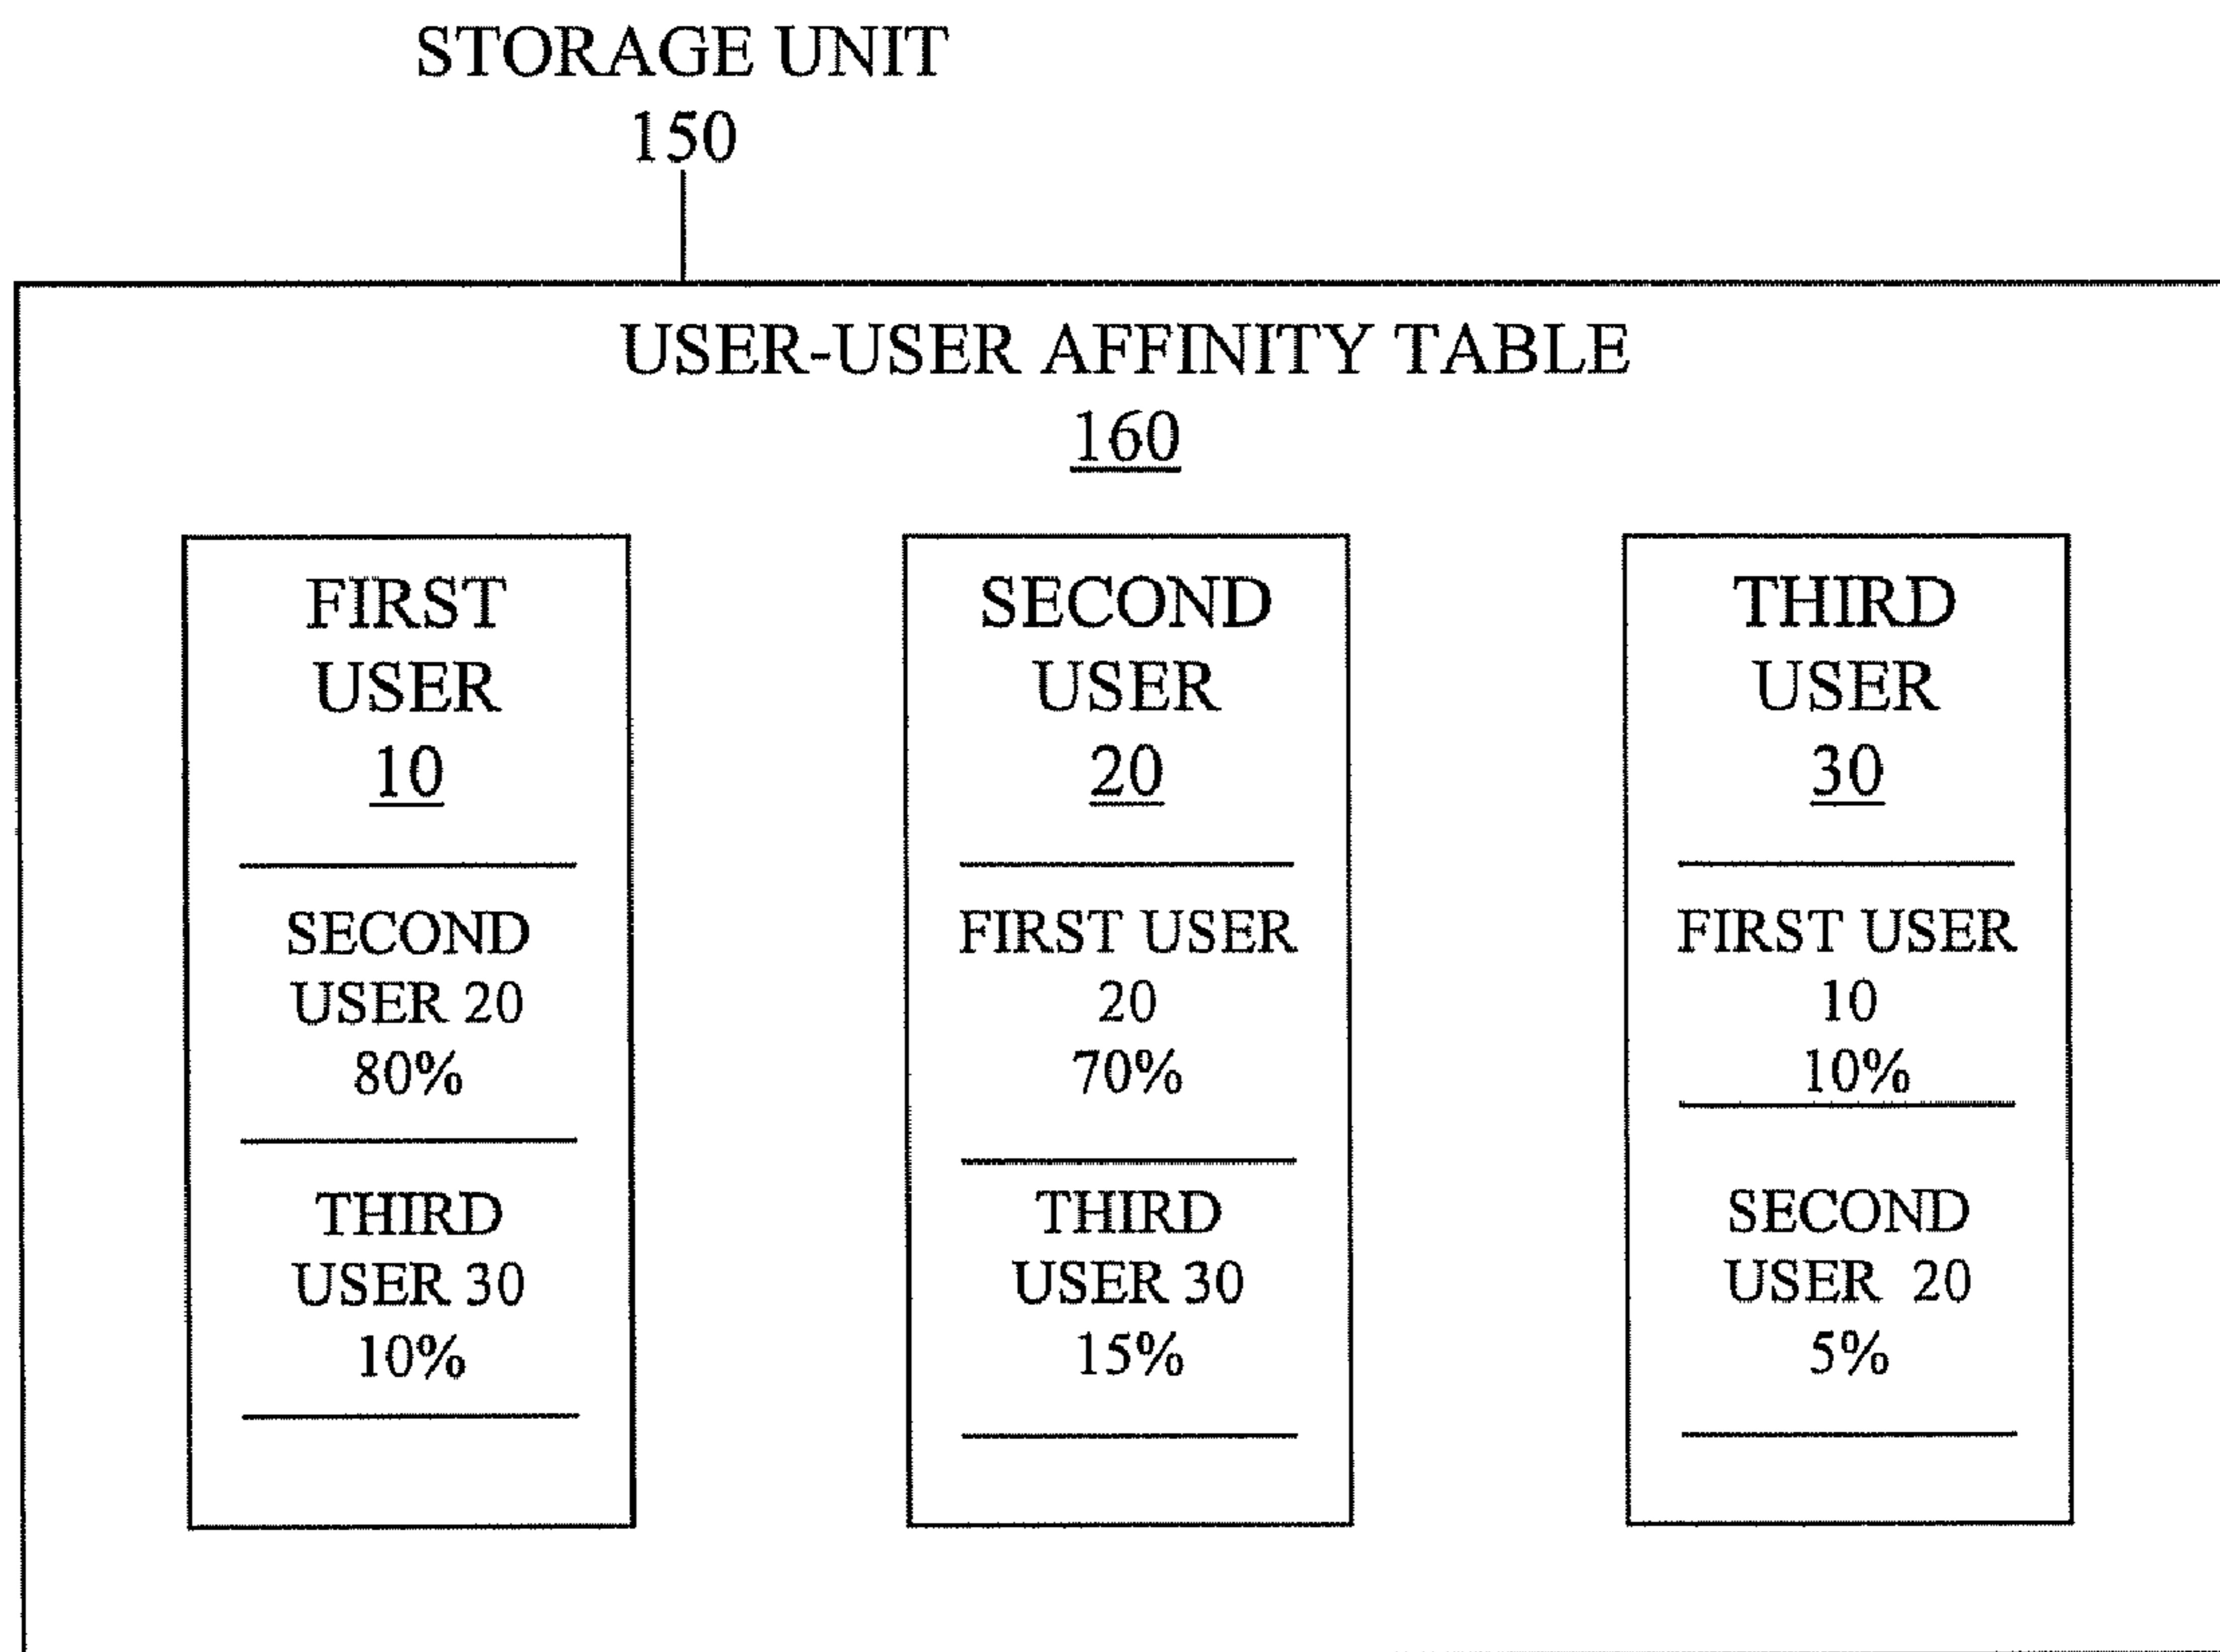 STORAGE UNIT
150
USER-USER AFFINITY TABLE
160
FIRST
USER
10
SECOND
USER 20
80%
THIRD
USER 30
10%
SECOND
USER
20
FIRST USER
20
70%
THIRD
USER 30
15%
THIRD
USER
30
FIRST USER
10
10%
SECOND
USER 20
5%